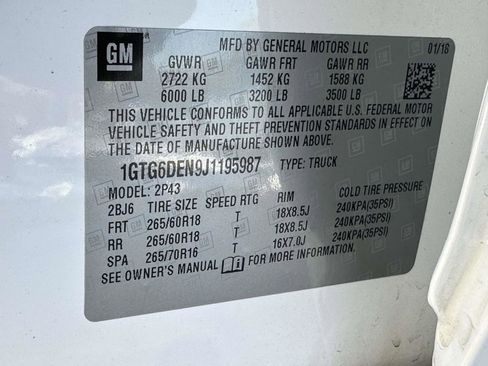 GM
MFD BY GENERAL MOTORS LLC 01/18
GVWR GAWR FRT GAWR RR
2722 KG 1452 KG 1588 KG
6000 LB 3200 LB 3500 LB
THIS VEHICLE CONFORMS TO ALL APPLICABLE U.S. FEDERAL MOTOR
VEHICLE SAFETY AND THEFT PREVENTION STANDARDS IN EFFECT ON
THE DATE OF MANUFACTURE SHOWN ABOVE.
1GTG6DEN9J1195987 TYPE: TRUCK
MODEL: 2P43
2BJ6 TIRE SIZE SPEED RTG RIM COLD TIRE PRESSURE
FRT 265/60R18 T 18X8.5J 240KPA(35PSI)
RR 265/60R18 T 18X8.5J 240KPA(35PSI)
SPA 265/70R16 T 16X7.0J 240KPA(35PSI)
SEE OWNER'S MANUAL FOR MORE INFORMATION.